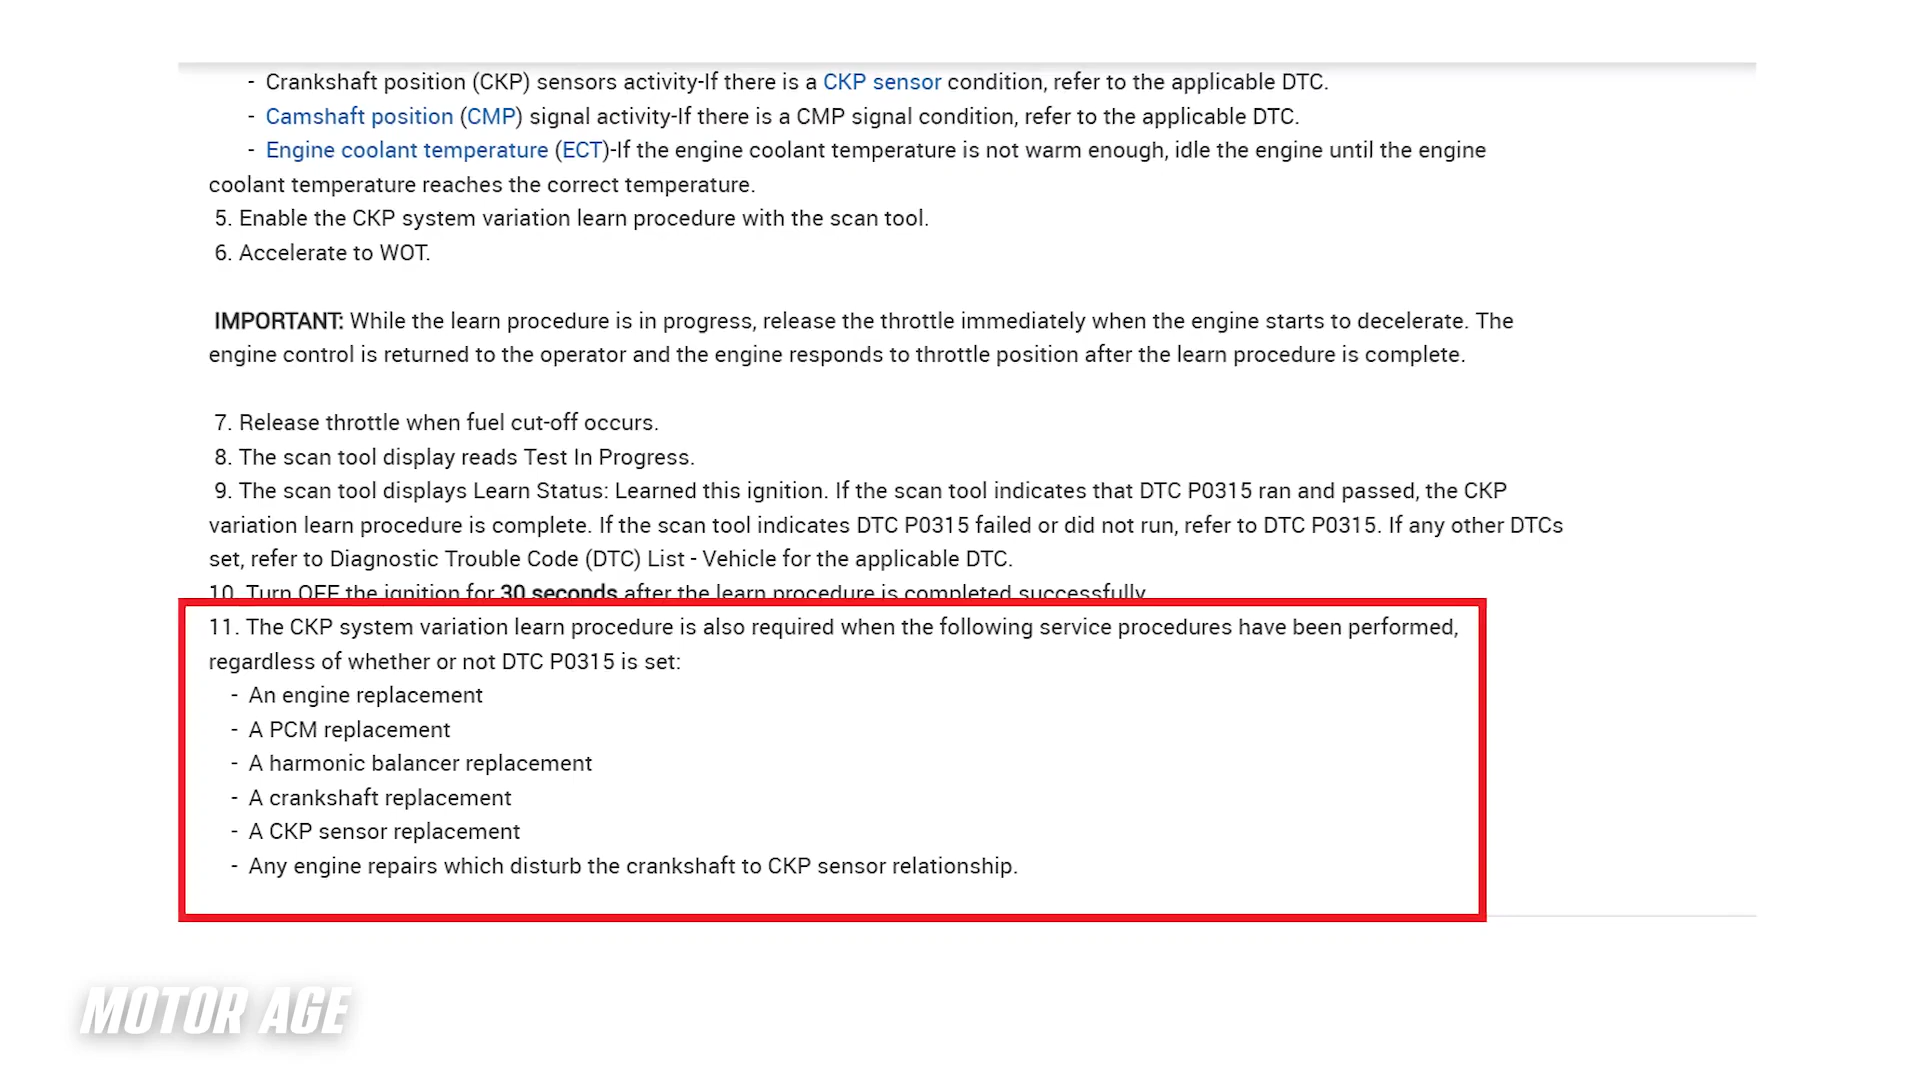 - Crankshaft position (CKP) sensors activity-If there is a CKP sensor condition, refer to the applicable DTC.
- Camshaft position (CMP) signal activity-If there is a CMP signal condition, refer to the applicable DTC.
- Engine coolant temperature (ECT)-If the engine coolant temperature is not warm enough, idle the engine until the engine
coolant temperature reaches the correct temperature.
5. Enable the CKP system variation learn procedure with the scan tool.
6. Accelerate to WOT.
IMPORTANT: While the learn procedure is in progress, release the throttle immediately when the engine starts to decelerate. The
engine control is returned to the operator and the engine responds to throttle position after the learn procedure is complete.
7. Release throttle when fuel cut-off occurs.
8. The scan tool display reads Test In Progress.
9. The scan tool displays Learn Status: Learned this ignition. If the scan tool indicates that DTC P0315 ran and passed, the CKP
variation learn procedure is complete. If the scan tool indicates DTC P0315 failed or did not run, refer to DTC P0315. If any other DTCs
set, refer to Diagnostic Trouble Code (DTC) List - Vehicle for the applicable DTC.
10. Turn OFF the ignition for 30 seconds after the learn procedure is completed successfully.
11. The CKP system variation learn procedure is also required when the following service procedures have been performed,
regardless of whether or not DTC P0315 is set:
- An engine replacement
- A PCM replacement
- A harmonic balancer replacement
- A crankshaft replacement
- A CKP sensor replacement
- Any engine repairs which disturb the crankshaft to CKP sensor relationship.
MOTOR AGE